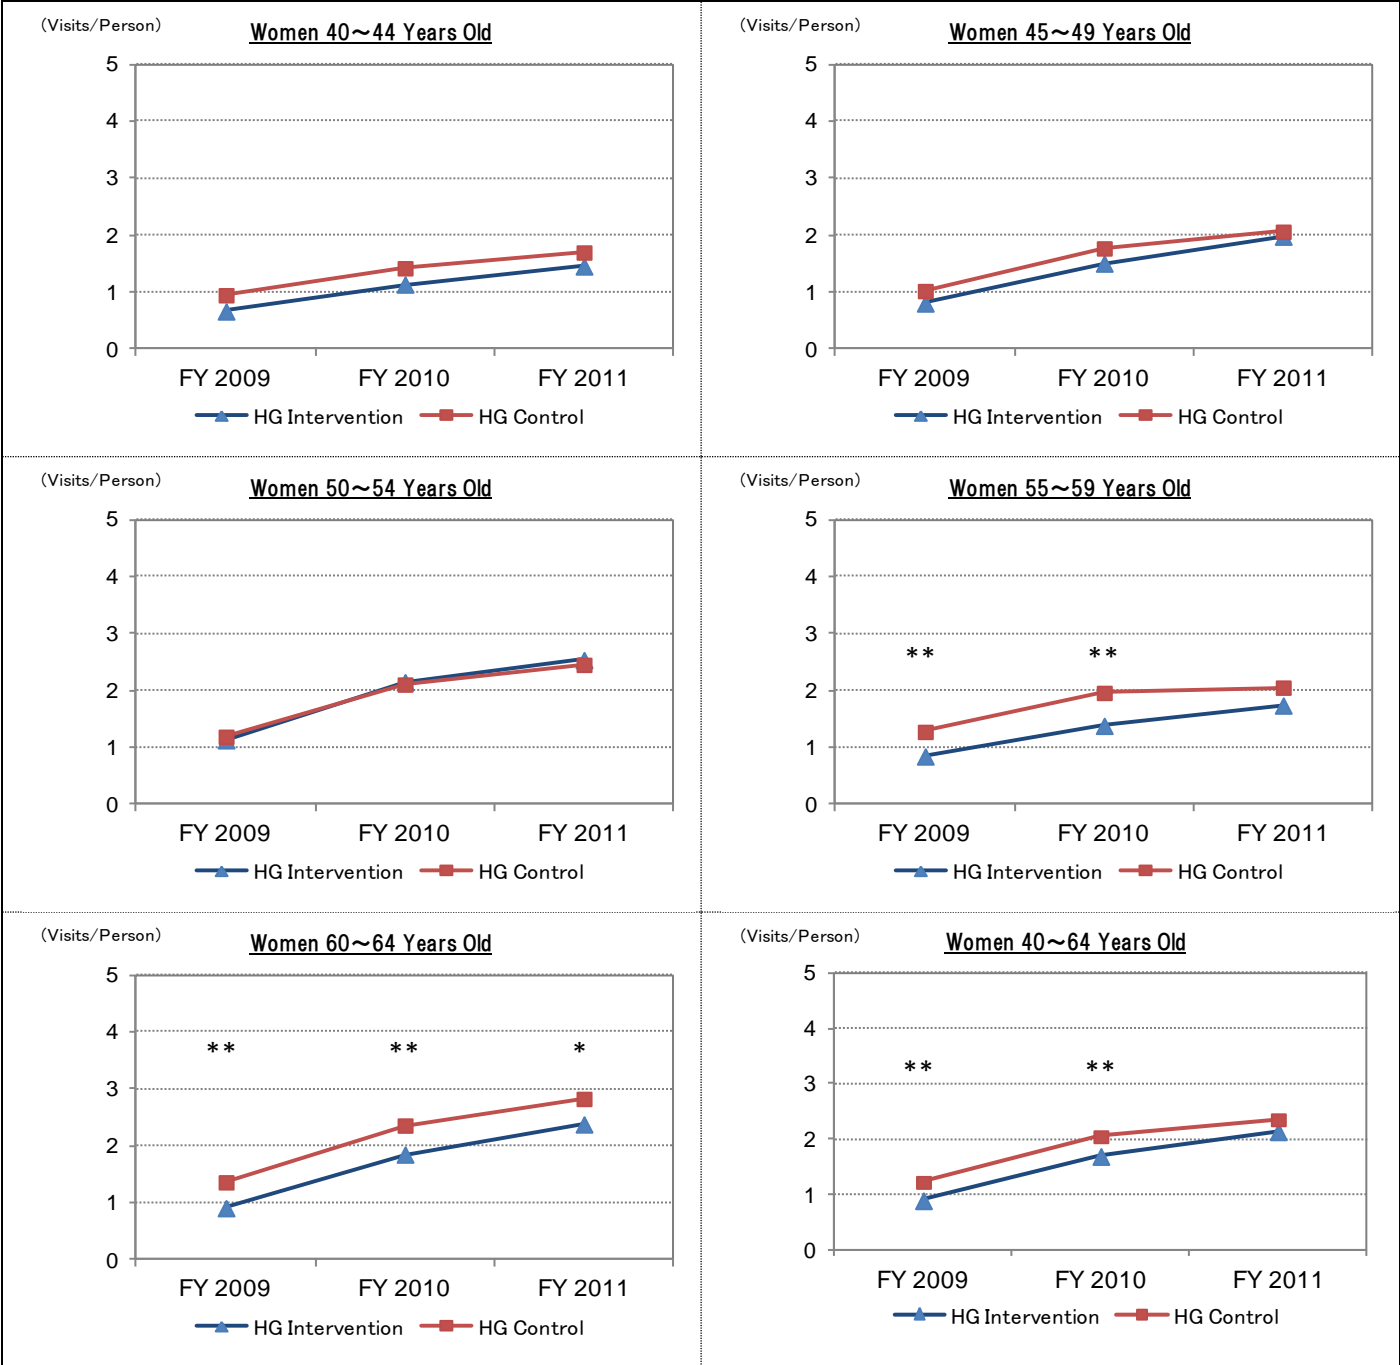 (Visits/Person)
Women 40～44 Years Old
5
4
3
2
1
0
FY 2009 FY 2010 FY 2011
HG Intervention HG Control
(Visits/Person)
Women 45～49 Years Old
5
4
3
2
1
0
FY 2009 FY 2010 FY 2011
HG Intervention HG Control
(Visits/Person)
Women 50～54 Years Old
5
4
3
2
1
0
FY 2009 FY 2010 FY 2011
HG Intervention HG Control
(Visits/Person)
Women 55～59 Years Old
5
4
3
** **
2
1
0
FY 2009 FY 2010 FY 2011
HG Intervention HG Control
(Visits/Person)
Women 60～64 Years Old
5
4
** ** *
3
2
1
0
FY 2009 FY 2010 FY 2011
HG Intervention HG Control
(Visits/Person)
Women 40～64 Years Old
5
4
** **
3
2
1
0
FY 2009 FY 2010 FY 2011
HG Intervention HG Control